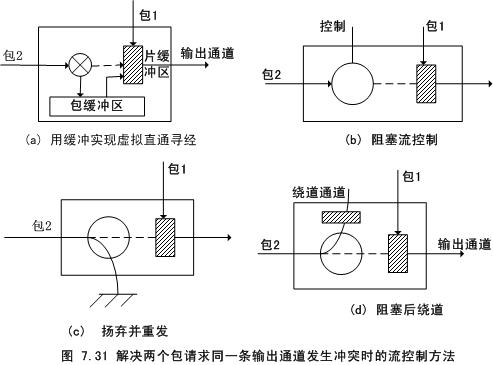 包1
包2
片缓
冲区
输出通道
包缓冲区
(a) 用缓冲实现虚拟直通寻经
控制
包1
包2
(b) 阻塞流控制
包1
包2
(c) 扬弃并重发
绕道通道
包1
包2
输出通道
(d) 阻塞后绕道
图 7.31 解决两个包请求同一条输出通道发生冲突时的流控制方法